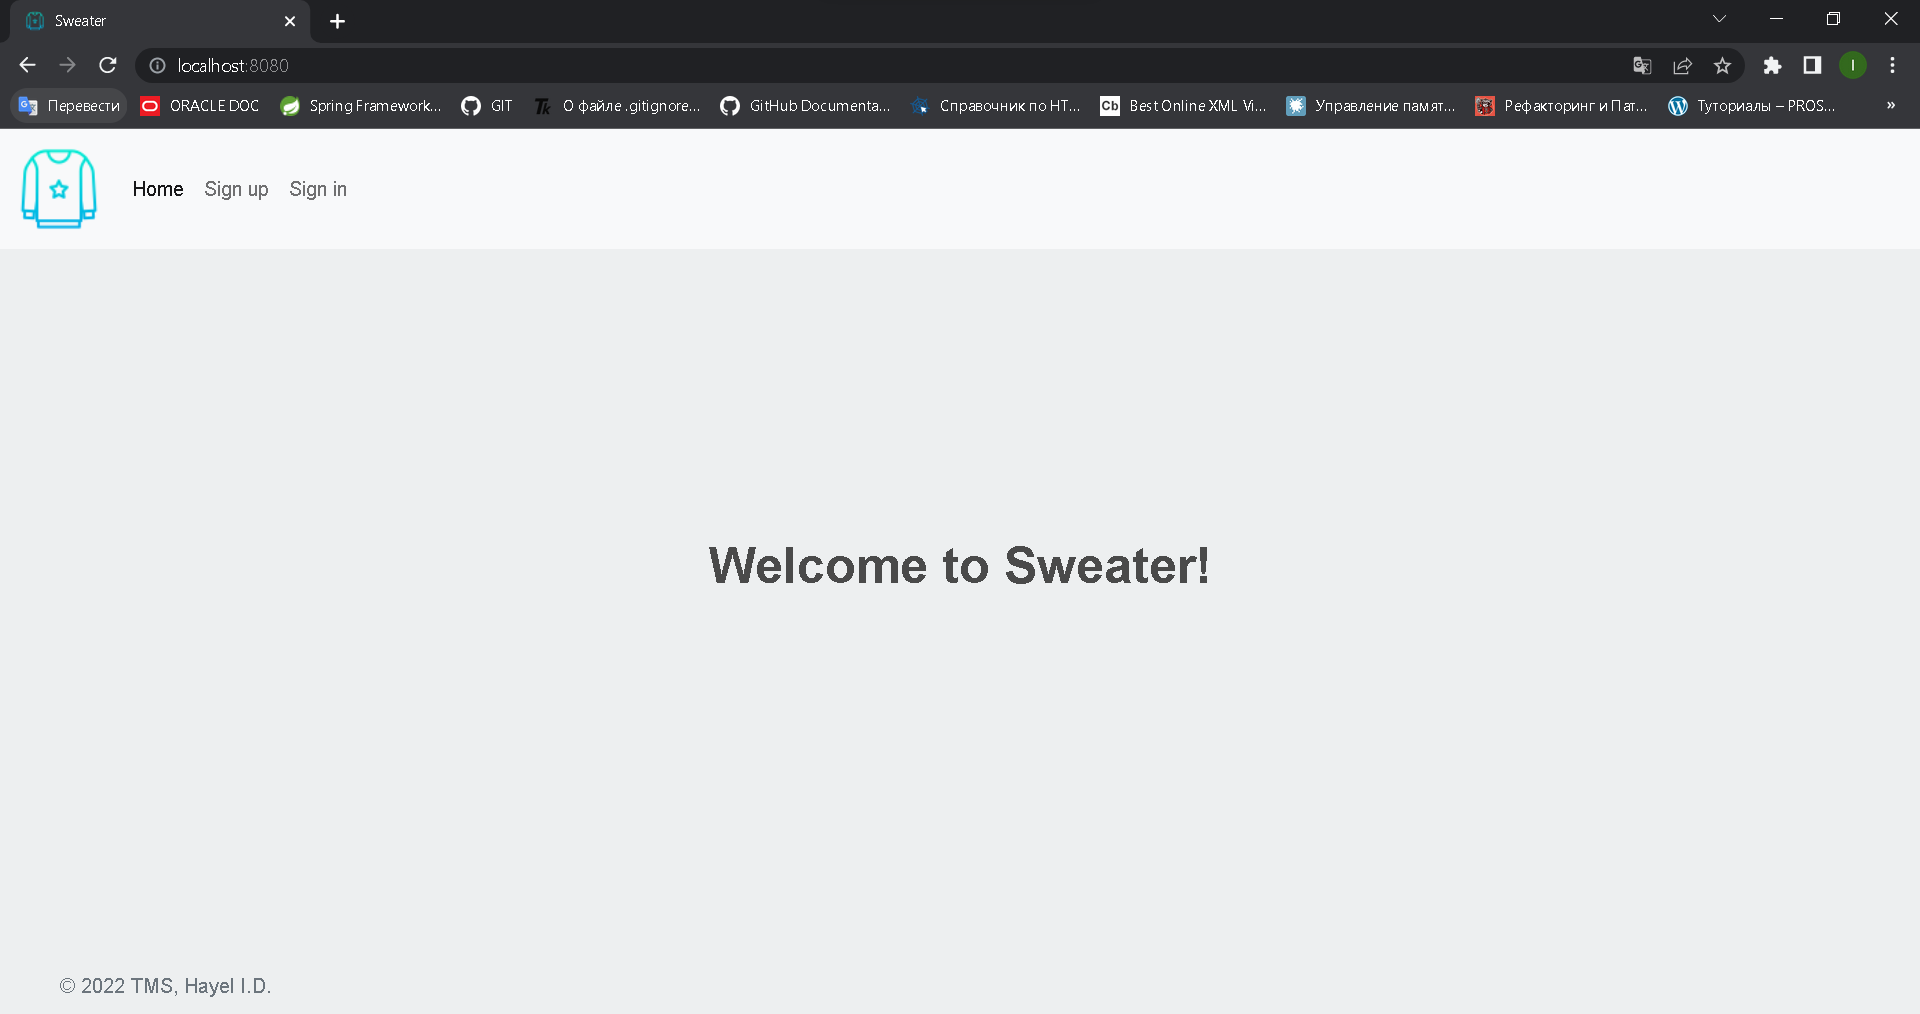 Sweater
localhost:8080
Перевести ORACLE DOC Spring Framework... GIT О файле .gitignore... GitHub Documenta... Справочник по HT... Cb Best Online XML Vi... Управление памят... Рефакторинг и Пат... Туториалы – PROS... »
Home Sign up Sign in
Welcome to Sweater!
© 2022 TMS, Hayel I.D.